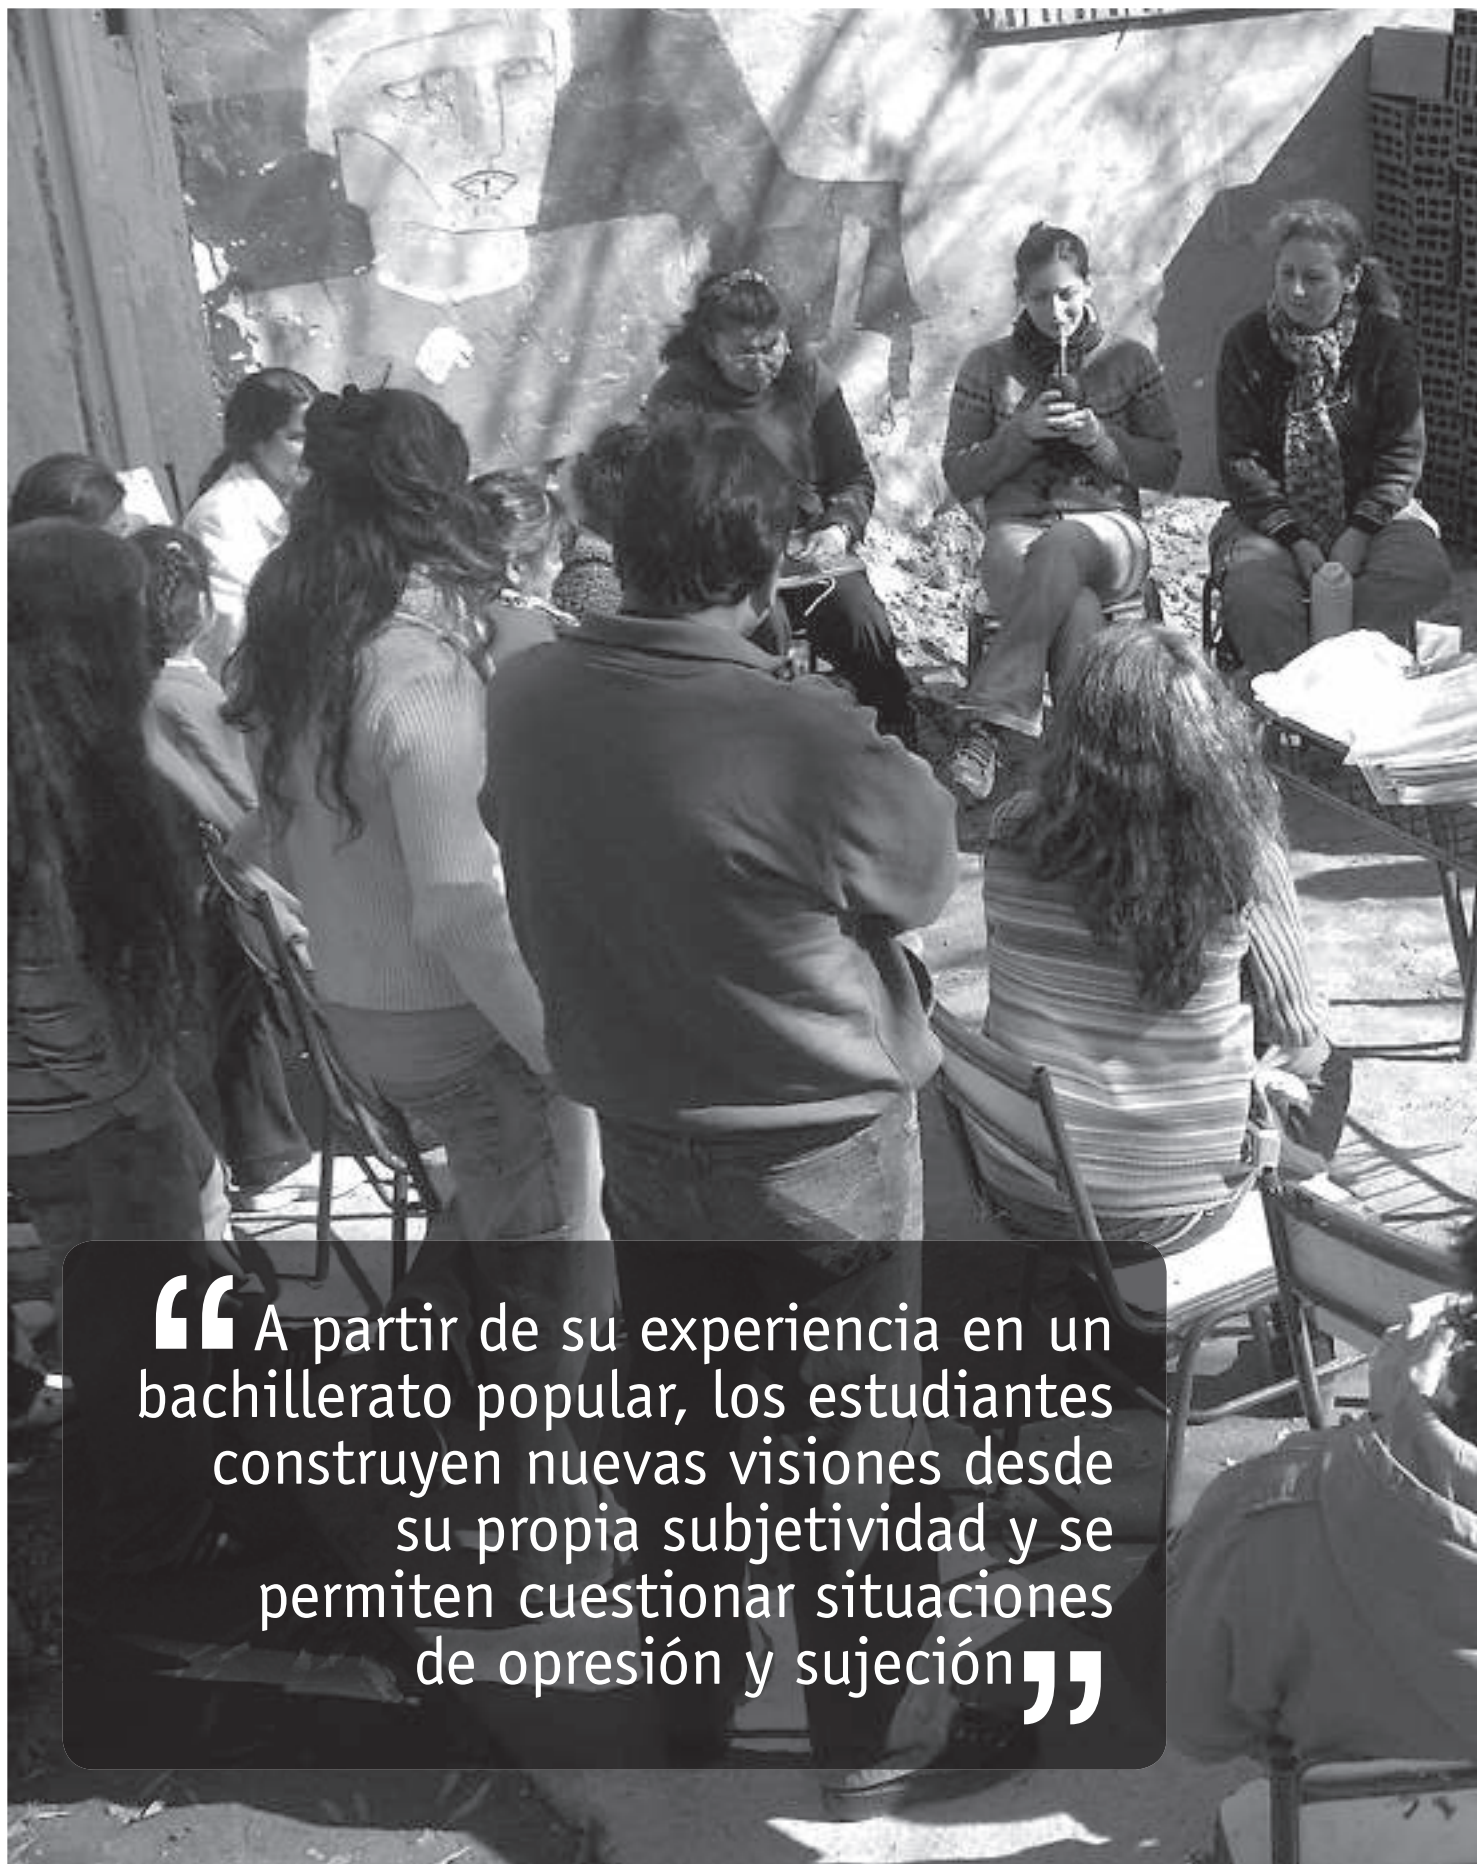 “A partir de su experiencia en un
bachillerato popular, los estudiantes
construyen nuevas visiones desde
su propia subjetividad y se
permiten cuestionar situaciones
de opresión y sujeción”